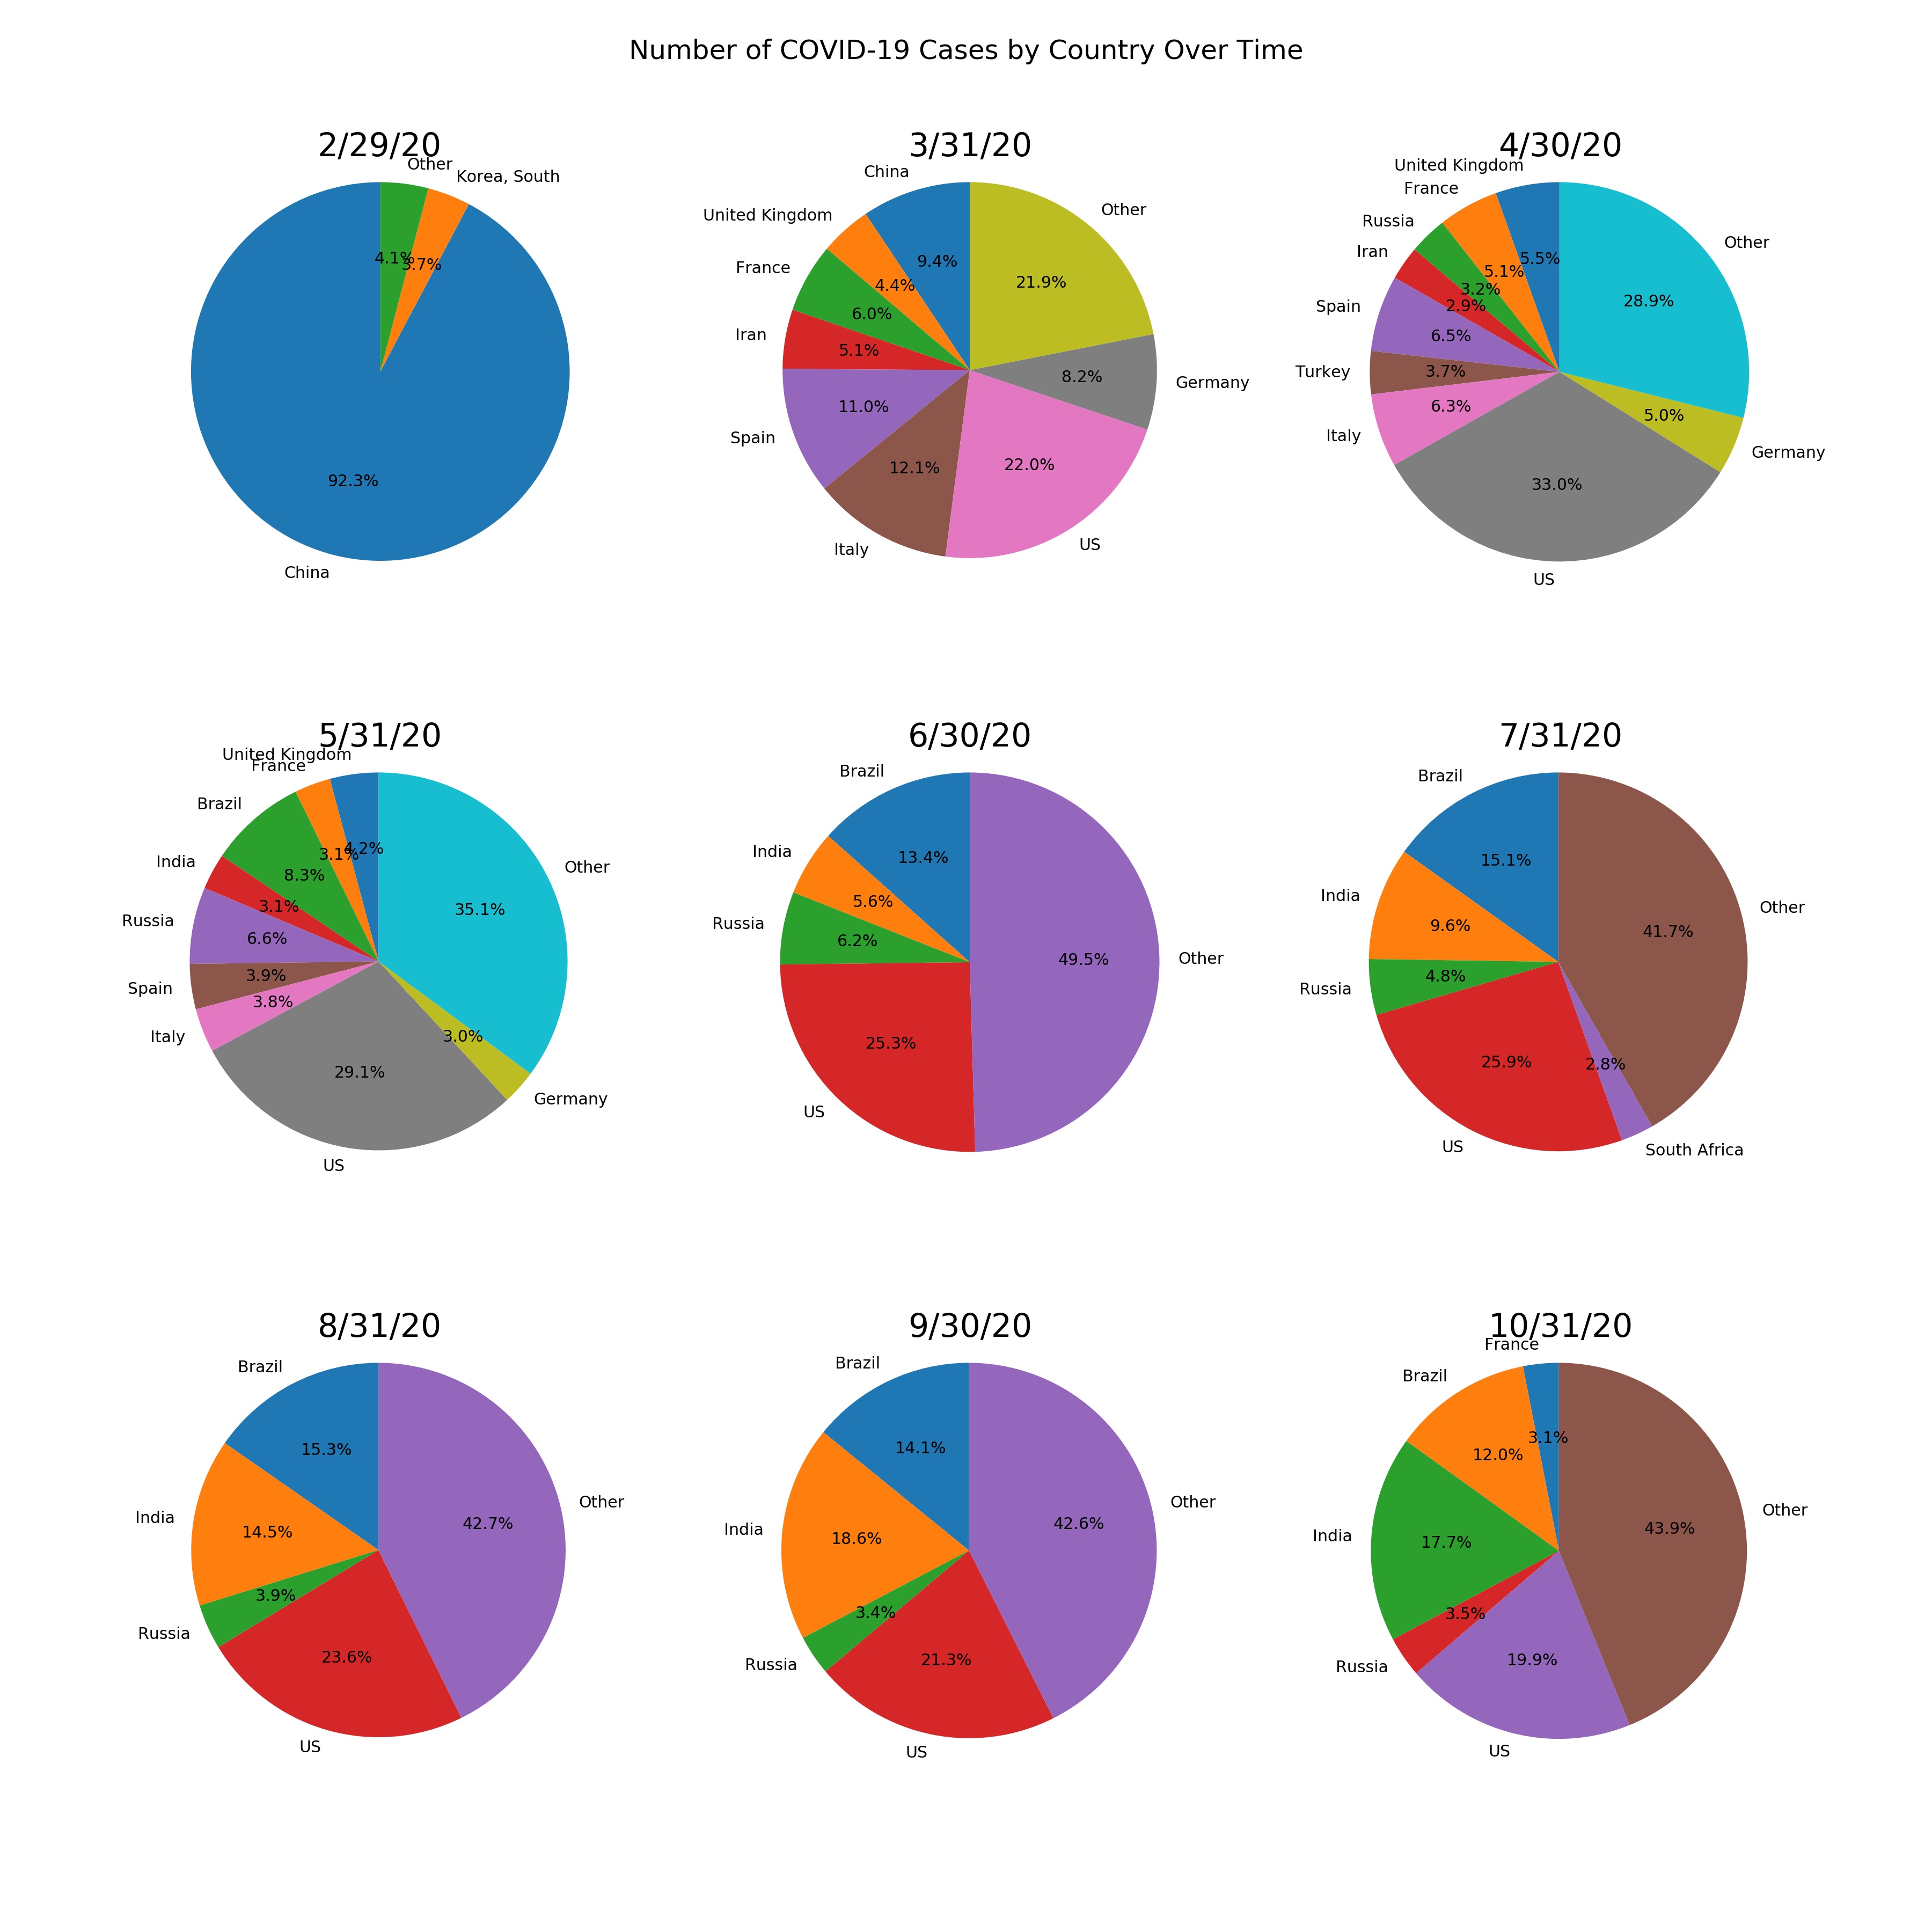 Number of COVID-19 Cases by Country Over Time
2/29/20
Other
Korea, South
4.1%
3.7%
92.3%
China
3/31/20
China
United Kingdom
France
Iran
Spain
Italy
US
Germany
Other
9.4%
4.4%
6.0%
5.1%
11.0%
12.1%
22.0%
8.2%
21.9%
4/30/20
United Kingdom
France
Russia
Iran
Spain
Turkey
Italy
US
Germany
Other
5.5%
5.1%
3.2%
2.9%
6.5%
3.7%
6.3%
33.0%
5.0%
28.9%
5/31/20
United Kingdom
France
Brazil
India
Russia
Spain
Italy
US
Germany
Other
4.2%
3.1%
8.3%
3.1%
6.6%
3.9%
3.8%
29.1%
3.0%
35.1%
6/30/20
Brazil
India
Russia
US
Other
13.4%
5.6%
6.2%
25.3%
49.5%
7/31/20
Brazil
India
Russia
US
South Africa
Other
15.1%
9.6%
4.8%
25.9%
2.8%
41.7%
8/31/20
Brazil
India
Russia
US
Other
15.3%
14.5%
3.9%
23.6%
42.7%
9/30/20
Brazil
India
Russia
US
Other
14.1%
18.6%
3.4%
21.3%
42.6%
10/31/20
France
Brazil
India
Russia
US
Other
3.1%
12.0%
17.7%
3.5%
19.9%
43.9%